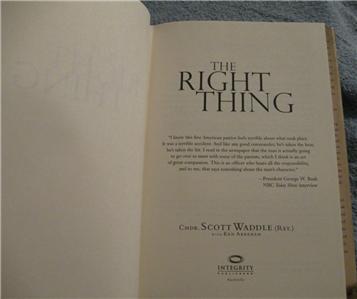 THE
RIGHT
THING
"I know this fine American patriot feels terrible about what took place.
It was a terrible accident. And like any good commander, he's taken the heat,
he's taken the hit. I read in the newspaper that the man is actually going
to go over to meet with some of the parents, which I think is an act
of great compassion. This is an officer who bears all the responsibility,
and to me, that says something about the man's character."
– President George W. Bush
NBC Today Show interview
CMDR. SCOTT WADDLE (RET.)
WITH KEN ABRAHAM
INTEGRITY
PUBLISHERS
Nashville